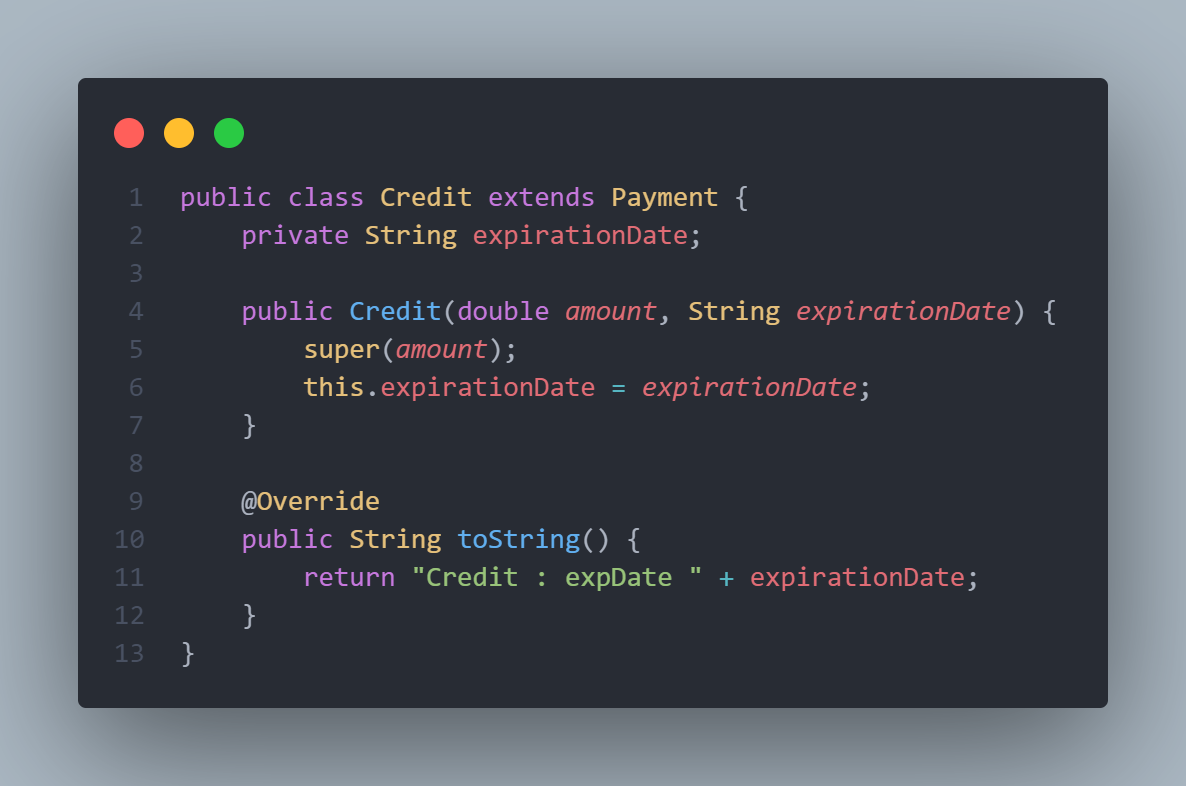 1 public class Credit extends Payment {
2     private String expirationDate;
3
4     public Credit(double amount, String expirationDate) {
5         super(amount);
6         this.expirationDate = expirationDate;
7     }
8
9     @Override
10     public String toString() {
11         return "Credit : expDate " + expirationDate;
12     }
13 }